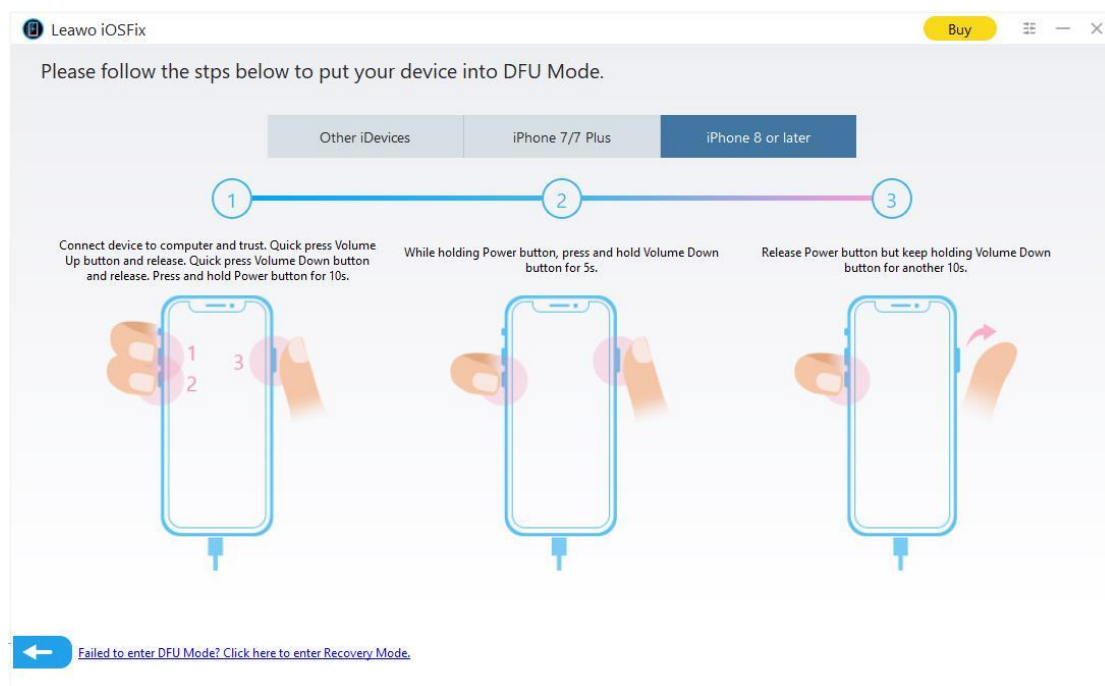 Leawo iOSFix
Buy
Please follow the stps below to put your device into DFU Mode.
Other iDevices
iPhone 7/7 Plus
iPhone 8 or later
1
2
3
Connect device to computer and trust. Quick press Volume
Up button and release. Quick press Volume Down button
and release. Press and hold Power button for 10s.
While holding Power button, press and hold Volume Down
button for 5s.
Release Power button but keep holding Volume Down
button for another 10s.
1
2
3
Failed to enter DFU Mode? Click here to enter Recovery Mode.